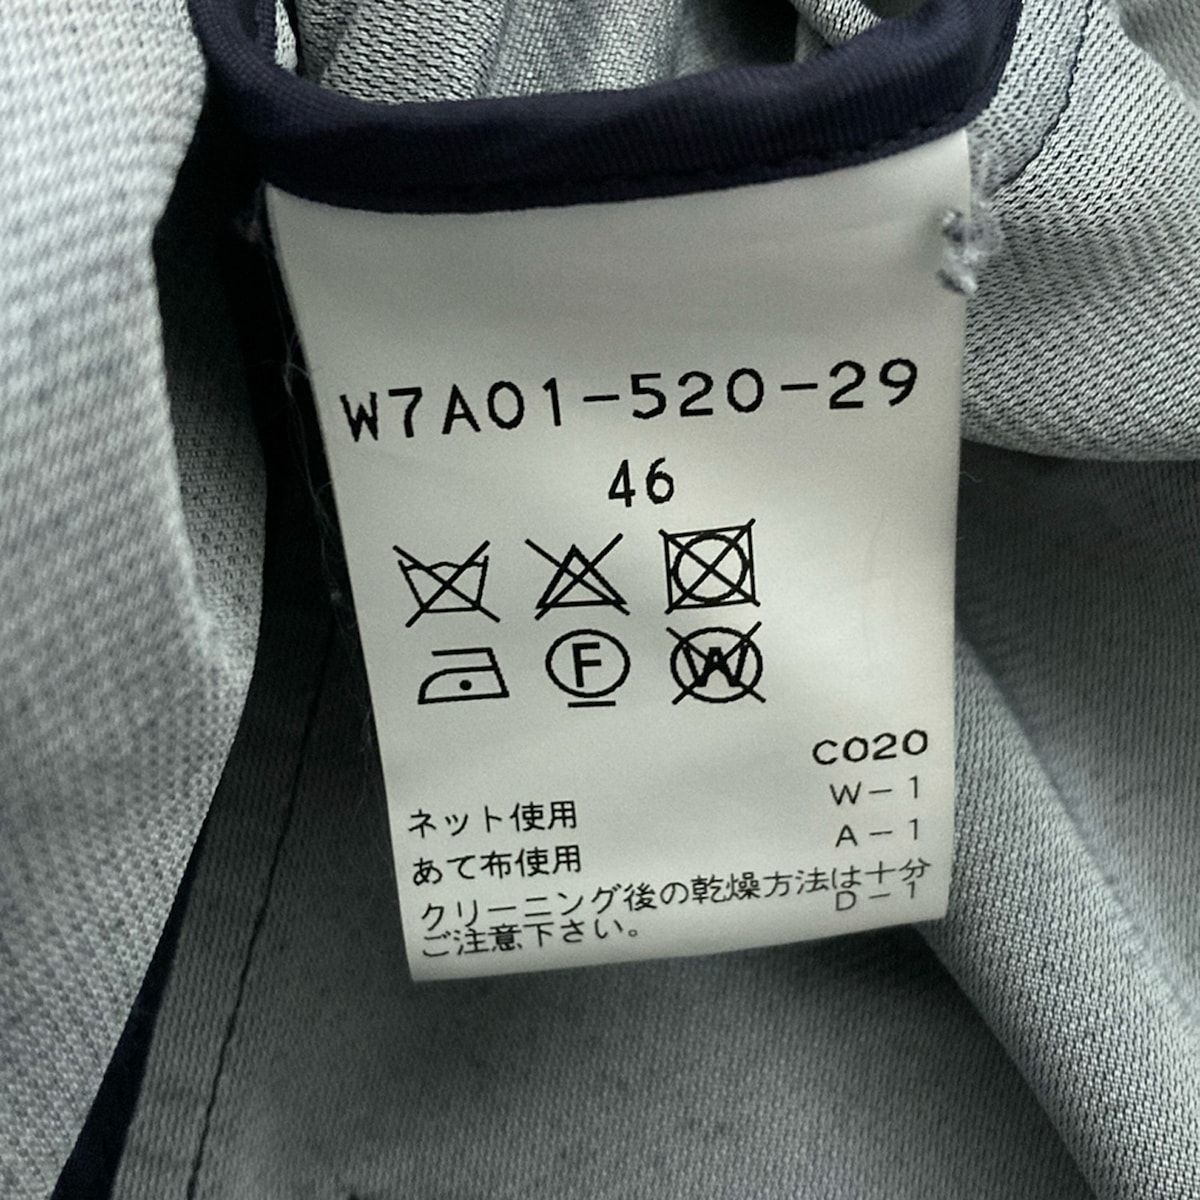 W7A01-520-29
46
F
W
C020
W-1
A-1
ネット使用
あて布使用
クリーニング後の乾燥方法は十分
ご注意下さい。
D-1